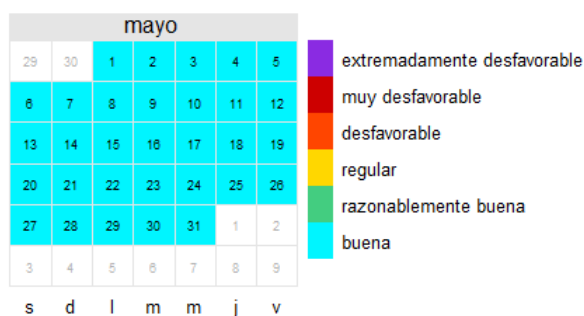 mayo
29 30 1 2 3 4 5
6 7 8 9 10 11 12
13 14 15 16 17 18 19
20 21 22 23 24 25 26
27 28 29 30 31 1 2
3 4 5 6 7 8 9
s d l m m j v
extremadamente desfavorable
muy desfavorable
desfavorable
regular
razonablemente buena
buena